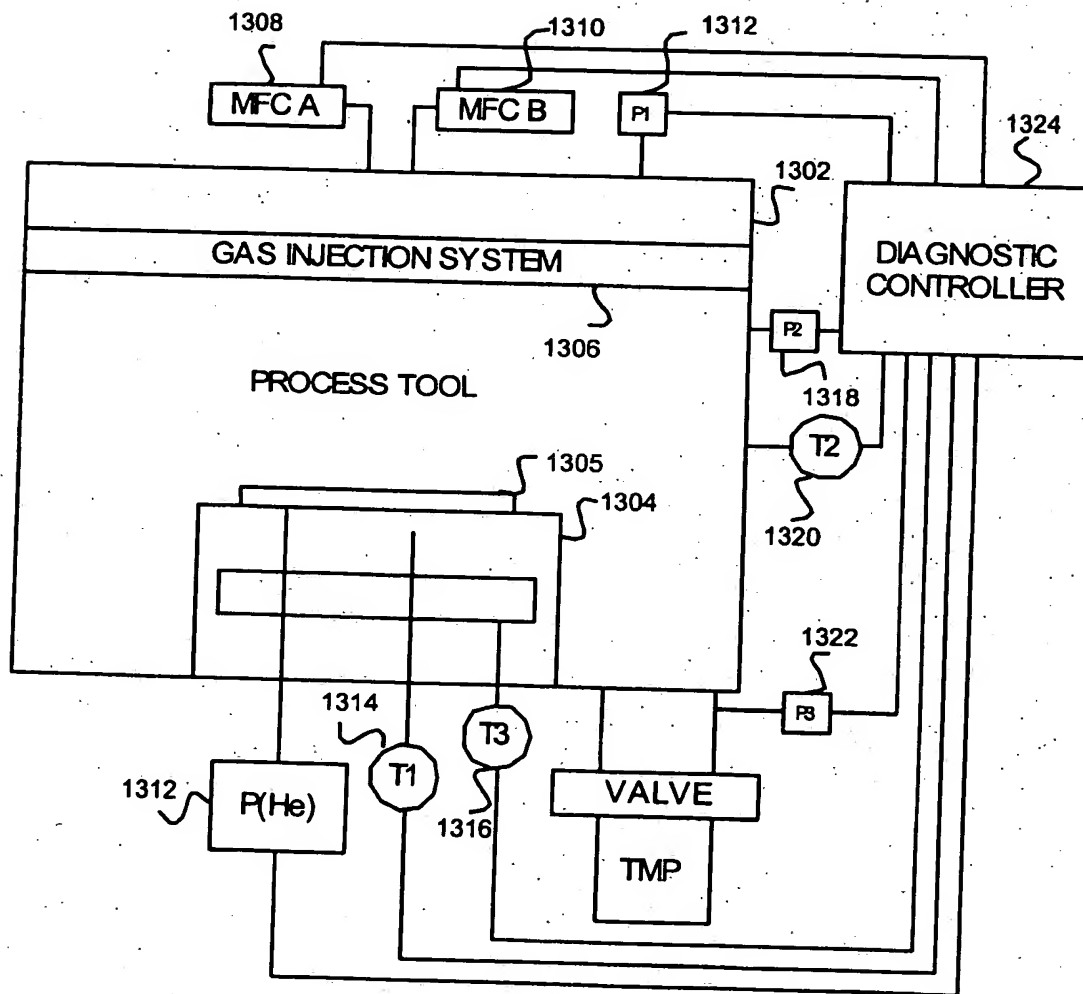 1308
1310
1312
MFC A
MFC B
P1
1324
1302
GAS INJECTION SYSTEM
DIAGNOSTIC
CONTROLLER
1306
P2
PROCESS TOOL
1318
T2
1305
1304
1320
1322
1314
P3
T3
T1
1312
P(He)
1316
VALVE
TMP